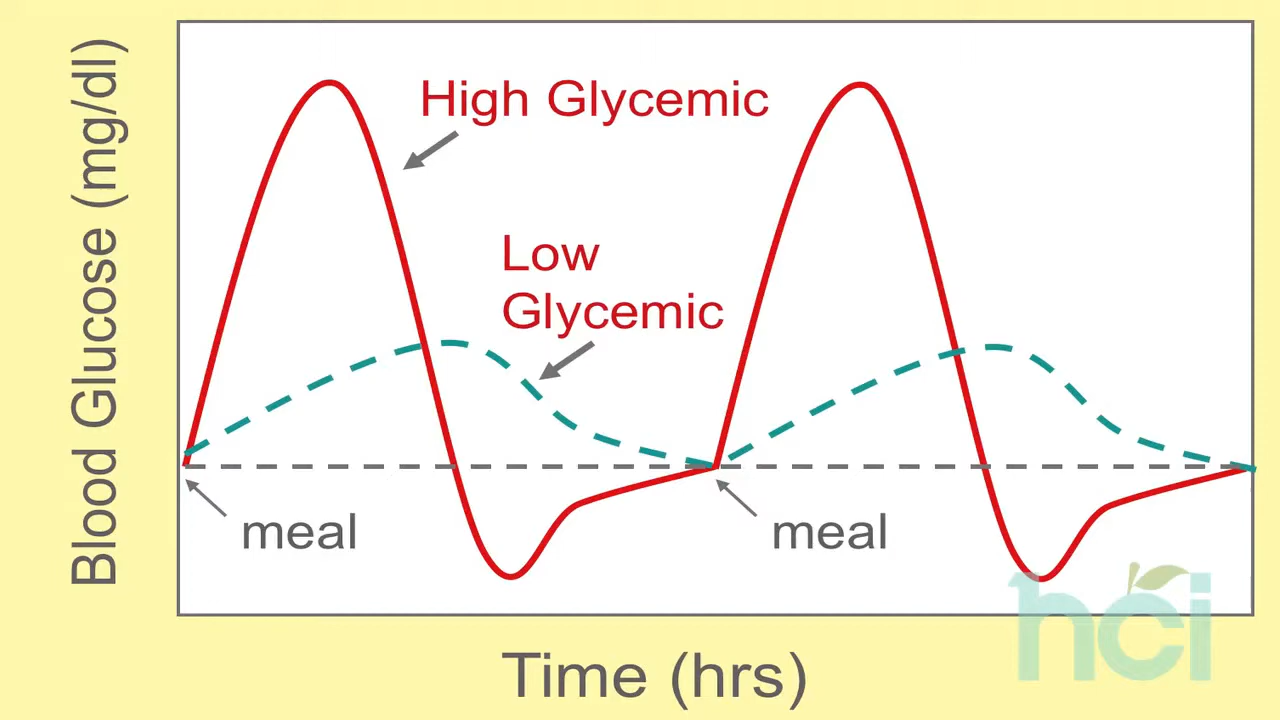 Blood Glucose (mg/dl)
High Glycemic
Low
Glycemic
meal
meal
Time (hrs)
hci